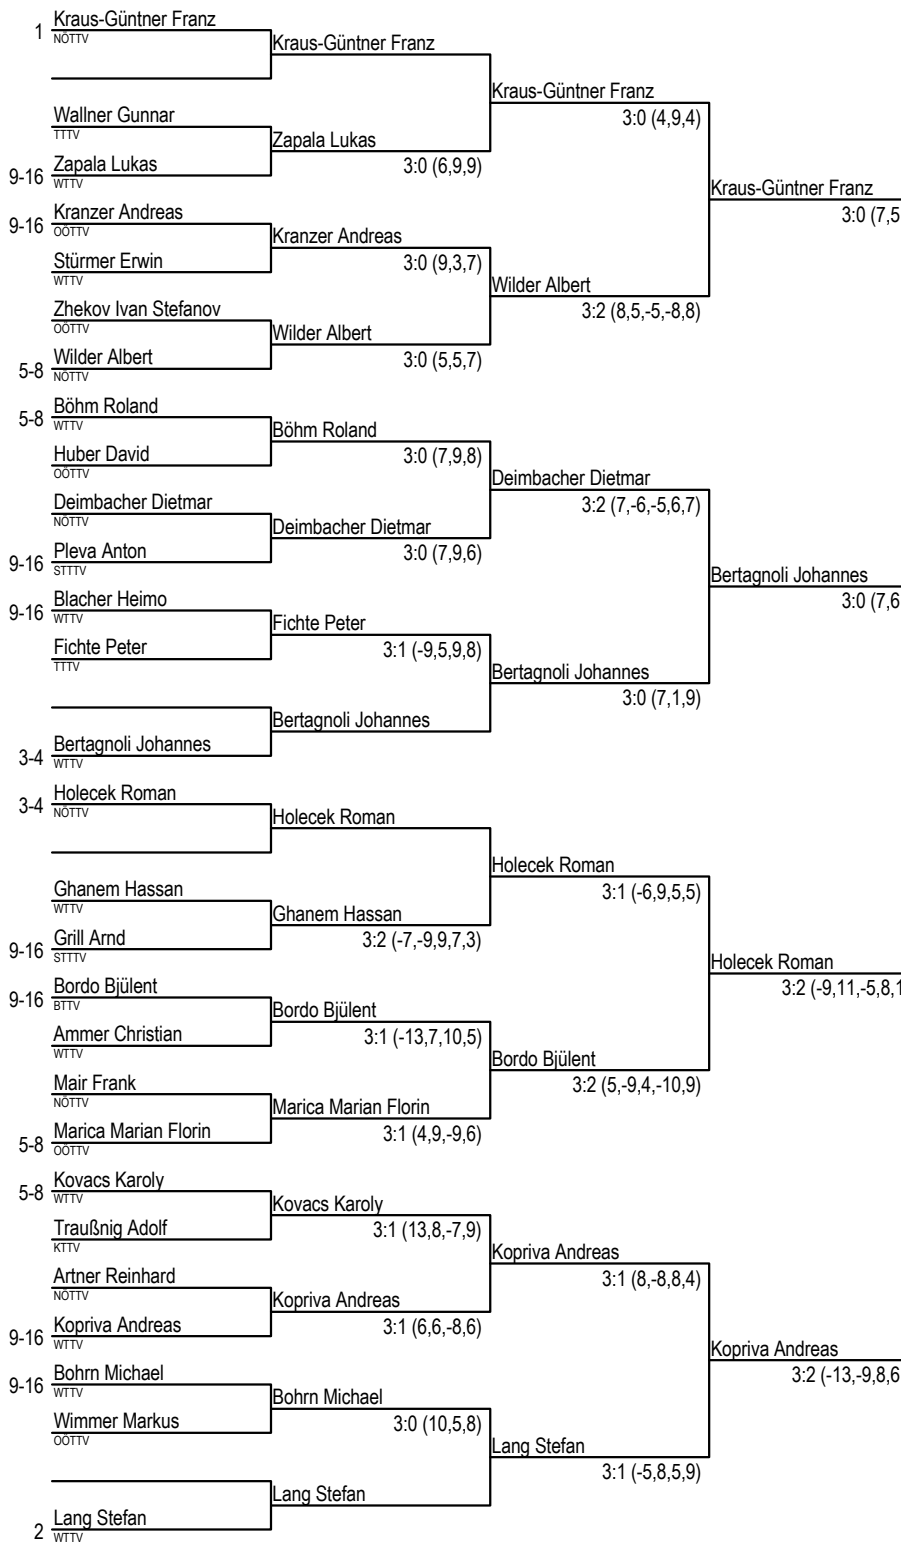 1 Kraus-Güntner Franz
NÖTTV
Wallner Gunnar
TTTV
9-16 Zapala Lukas
WTTV
9-16 Kranzer Andreas
OÖTTV
Stürmer Erwin
WTTV
Zhekov Ivan Stefanov
OÖTTV
5-8 Wilder Albert
NÖTTV
5-8 Böhm Roland
WTTV
Huber David
OÖTTV
Deimbacher Dietmar
NÖTTV
9-16 Pleva Anton
STTTV
9-16 Blacher Heimo
WTTV
Fichte Peter
TTTV
3-4 Bertagnoli Johannes
WTTV
3-4 Holecek Roman
NÖTTV
Ghanem Hassan
WTTV
9-16 Grill Arnd
STTTV
9-16 Bordo Bjülent
BTTV
Ammer Christian
WTTV
Mair Frank
NÖTTV
5-8 Marica Marian Florin
OÖTTV
5-8 Kovacs Karoly
WTTV
Traußnig Adolf
KTTV
Artner Reinhard
NÖTTV
9-16 Kopriva Andreas
WTTV
9-16 Bohrn Michael
WTTV
Wimmer Markus
OÖTTV
2 Lang Stefan
WTTV
Kraus-Güntner Franz
Zapala Lukas
3:0 (6,9,9)
Kranzer Andreas
3:0 (9,3,7)
Wilder Albert
3:0 (5,5,7)
Böhm Roland
3:0 (7,9,8)
Deimbacher Dietmar
3:0 (7,9,6)
Fichte Peter
3:1 (-9,5,9,8)
Bertagnoli Johannes
Holecek Roman
Ghanem Hassan
3:2 (-7,-9,9,7,3)
Bordo Bjülent
3:1 (-13,7,10,5)
Marica Marian Florin
3:1 (4,9,-9,6)
Kovacs Karoly
3:1 (13,8,-7,9)
Kopriva Andreas
3:1 (6,6,-8,6)
Bohrn Michael
3:0 (10,5,8)
Lang Stefan
Kraus-Güntner Franz
3:0 (4,9,4)
Wilder Albert
3:2 (8,5,-5,-8,8)
Deimbacher Dietmar
3:2 (7,-6,-5,6,7)
Bertagnoli Johannes
3:0 (7,1,9)
Holecek Roman
3:1 (-6,9,5,5)
Bordo Bjülent
3:2 (5,-9,4,-10,9)
Kopriva Andreas
3:1 (8,-8,8,4)
Lang Stefan
3:1 (-5,8,5,9)
Kraus-Güntner Franz
3:0 (7,5
Bertagnoli Johannes
3:0 (7,6
Holecek Roman
3:2 (-9,11,-5,8,1
Kopriva Andreas
3:2 (-13,-9,8,6